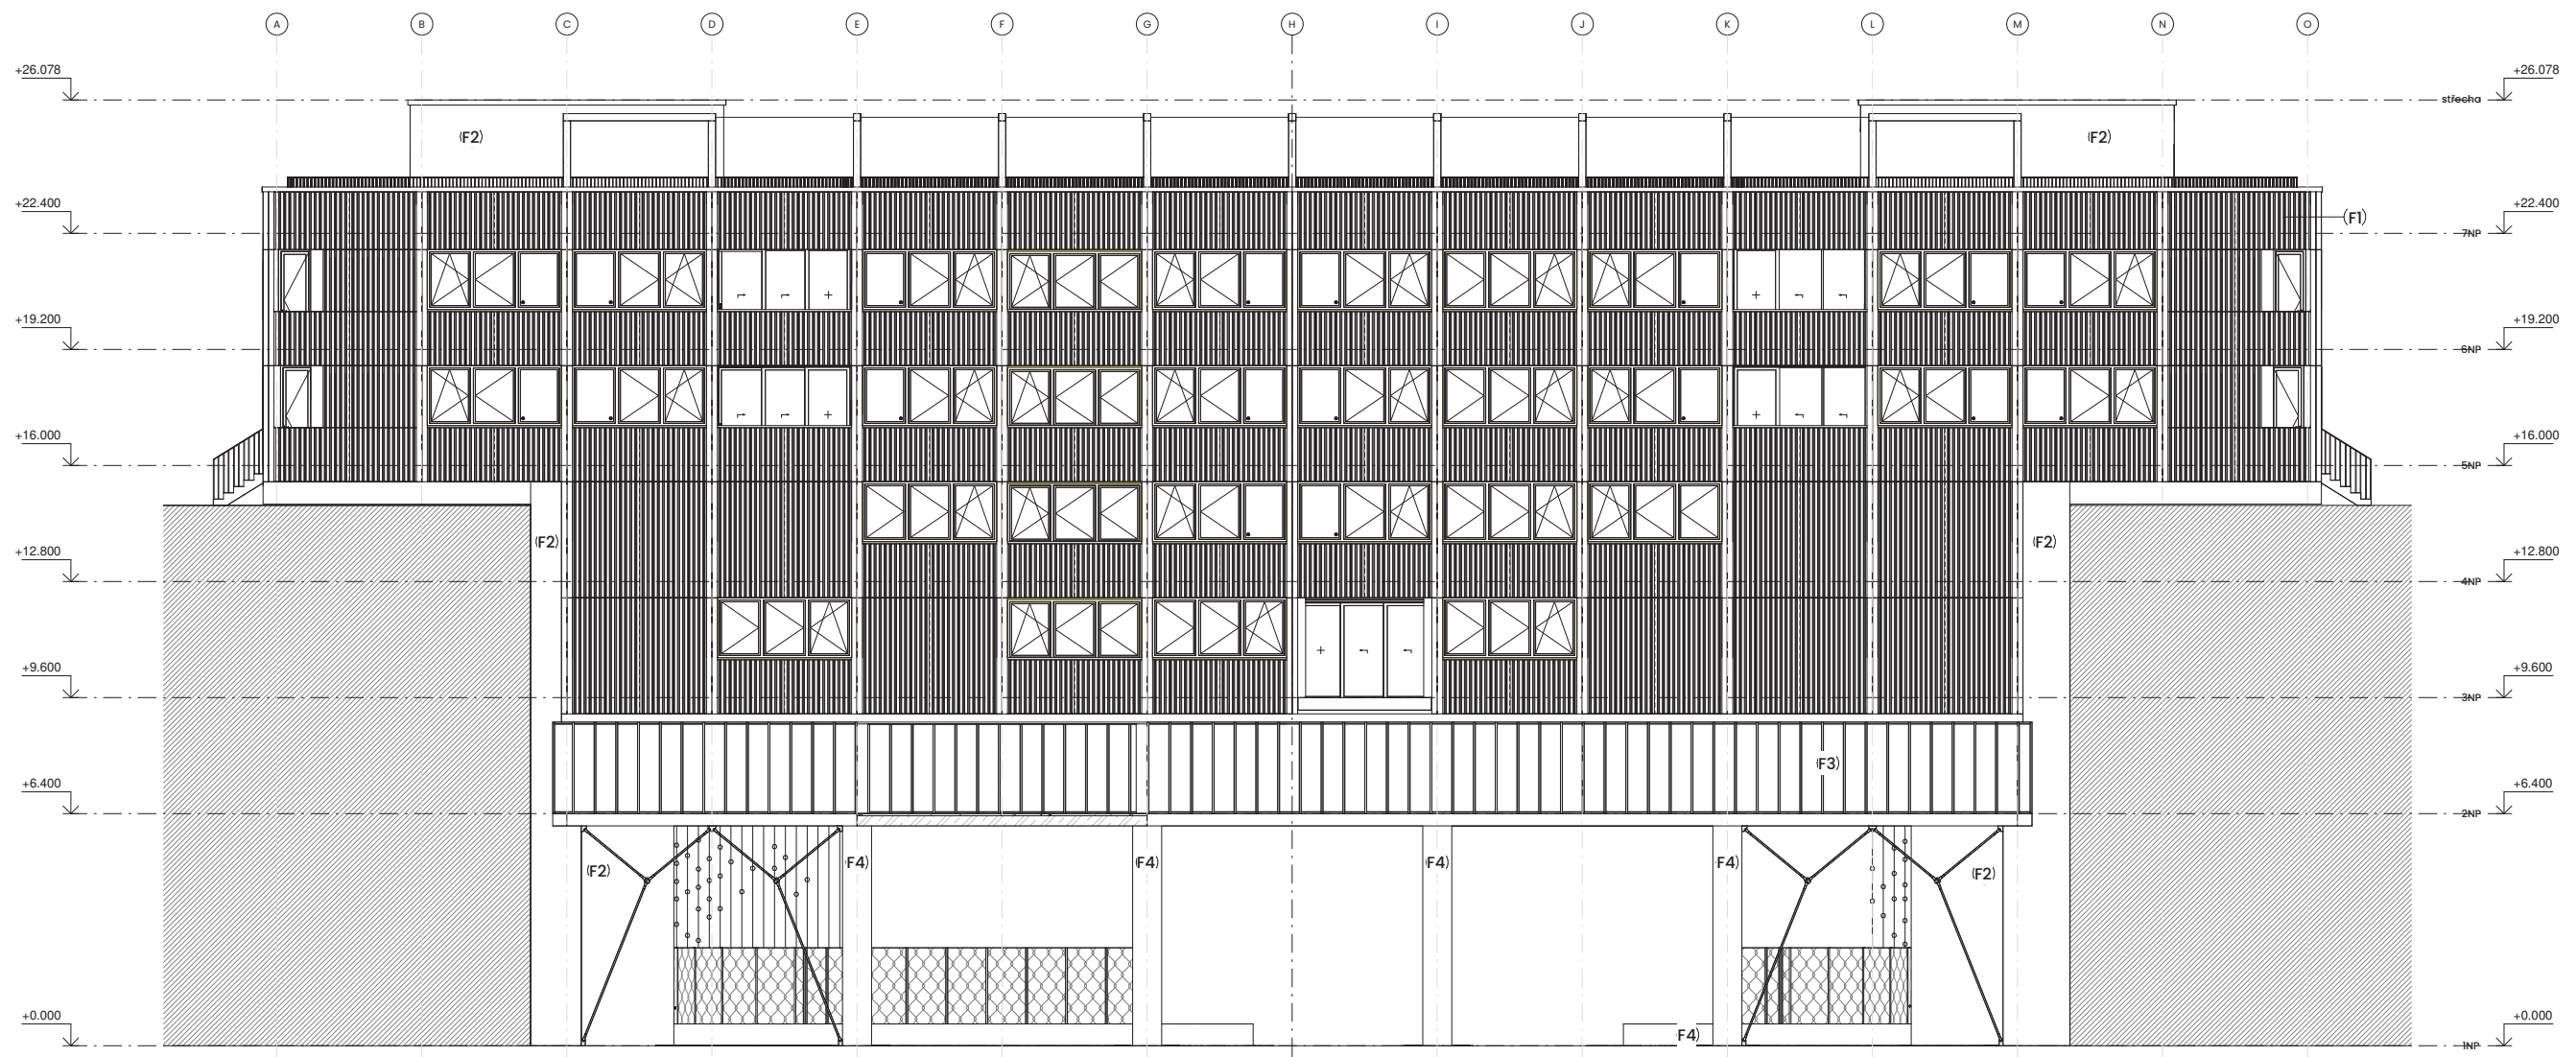 A B C D E F G H I J K L M N O
+26.078 +26.078
střecha
(F2) (F2)
+22.400 +22.400
(F1)
7NP
+19.200 +19.200
6NP
+16.000 +16.000
5NP
(F2) (F2)
+12.800 +12.800
4NP
+9.600 +9.600
3NP
(F3)
+6.400 +6.400
2NP
(F2) (F4) (F4) (F4) (F4) (F2)
+0.000 +0.000
(F4)
1NP